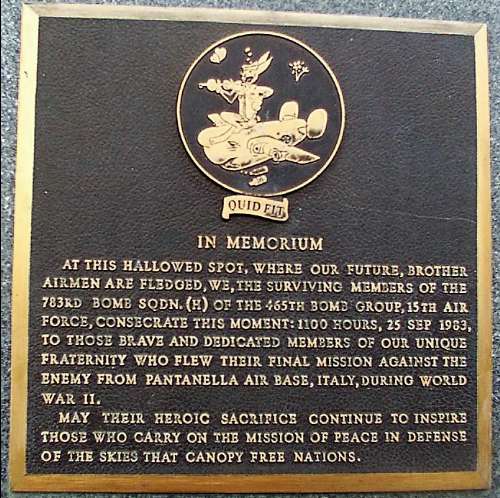 QUID FIT
IN MEMORIUM
AT THIS HALLOWED SPOT, WHERE OUR FUTURE, BROTHER
AIRMEN ARE FLEDGED, WE, THE SURVIVING MEMBERS OF THE
783RD BOMB SQDN. (H) OF THE 465TH BOMB GROUP, 15TH AIR
FORCE, CONSECRATE THIS MOMENT: 1100 HOURS, 25 SEP 1983,
TO THOSE BRAVE AND DEDICATED MEMBERS OF OUR UNIQUE
FRATERNITY WHO FLEW THEIR FINAL MISSION AGAINST THE
ENEMY FROM PANTANELLA AIR BASE, ITALY, DURING WORLD
WAR II.
MAY THEIR HEROIC SACRIFICE CONTINUE TO INSPIRE
THOSE WHO CARRY ON THE MISSION OF PEACE IN DEFENSE
OF THE SKIES THAT CANOPY FREE NATIONS.